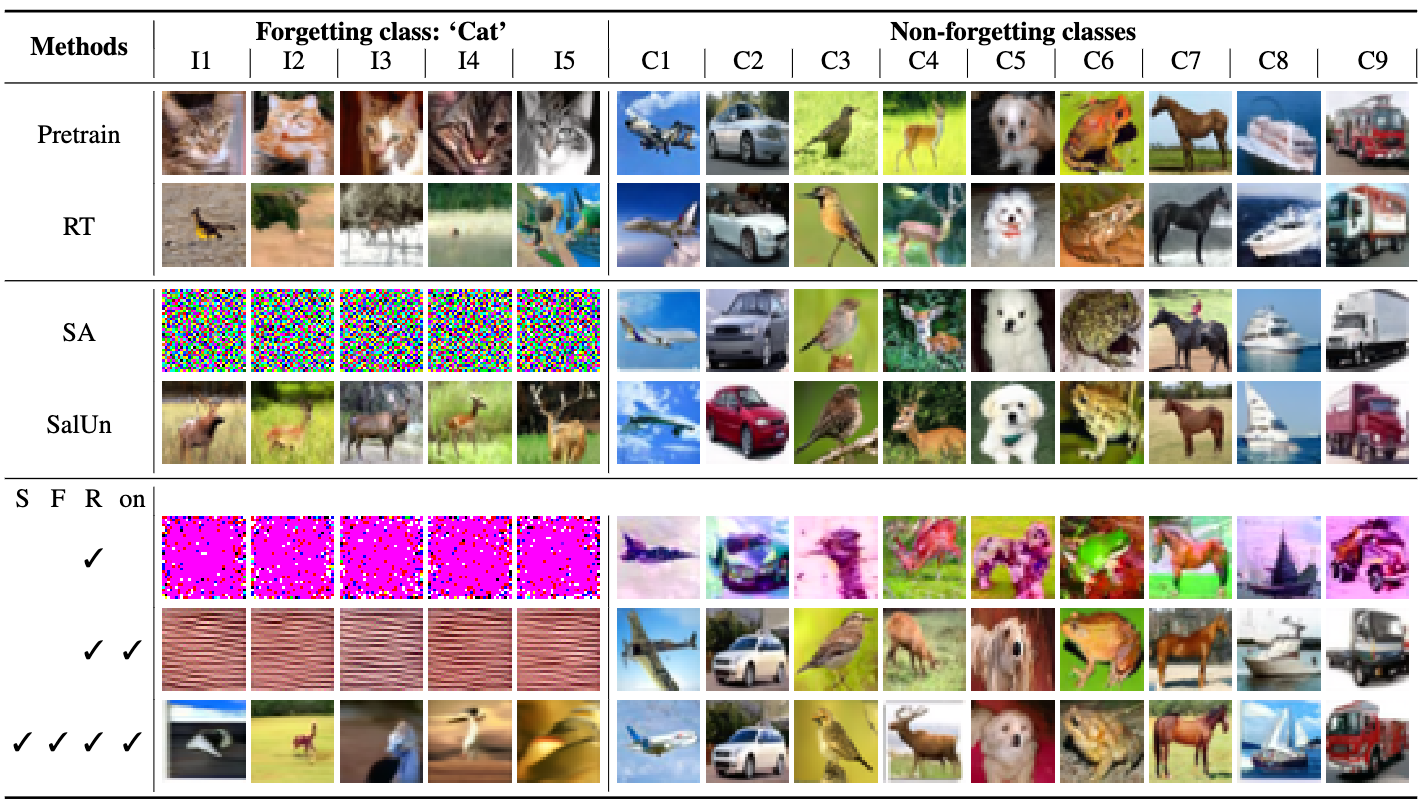 Methods Forgetting class: ‘Cat’ Non-forgetting classes
I1 I2 I3 I4 I5 C1 C2 C3 C4 C5 C6 C7 C8 C9
Pretrain
RT
SA
SalUn
S F R on
✓
✓ ✓
✓ ✓ ✓ ✓